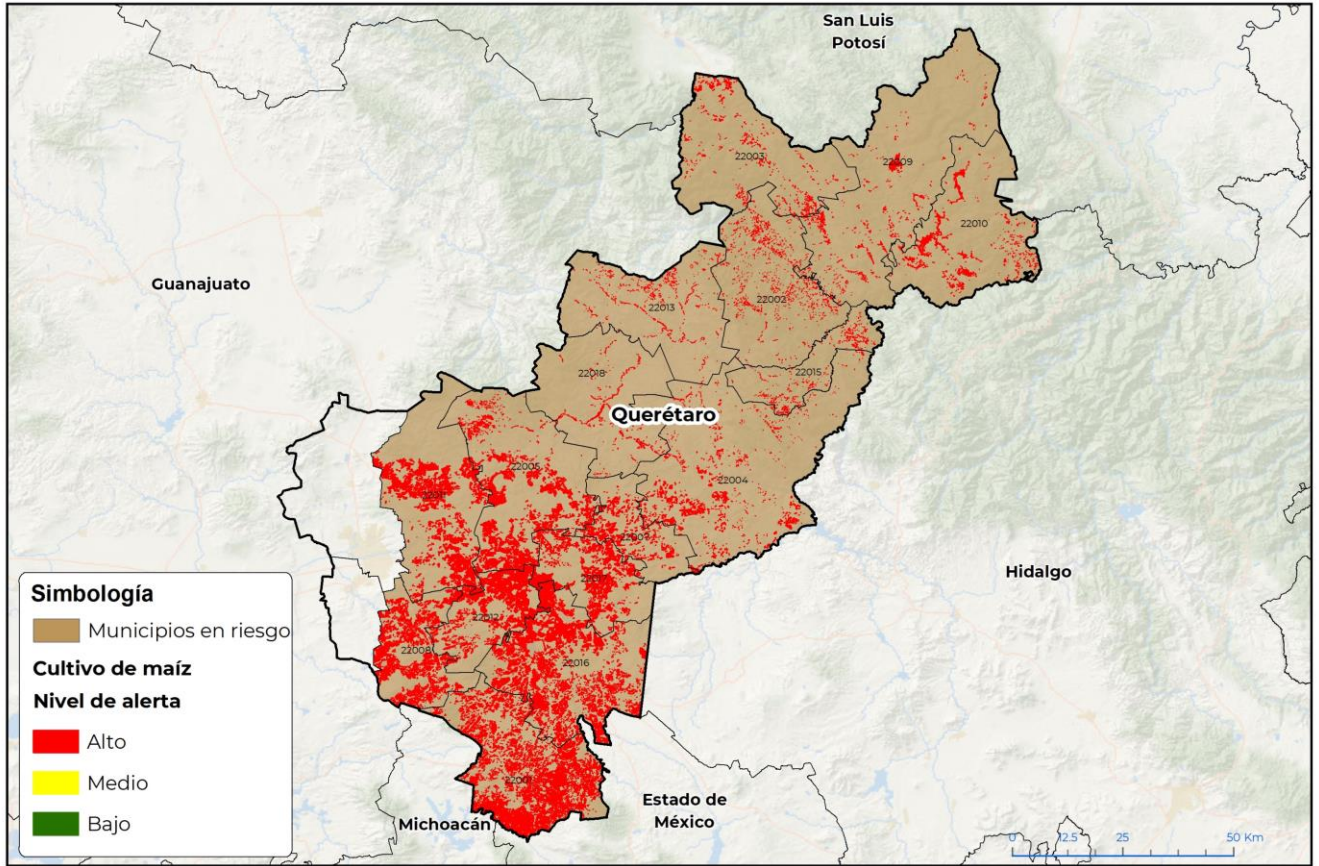 San Luis
Potosí
22003
22009
22010
Guanajuato
22013
22002
22018
22015
Querétaro
22005
22004
Hidalgo
22012
22008
22016
Estado de
México
Michoacán
Simbología
Municipios en riesgo
Cultivo de maíz
Nivel de alerta
Alto
Medio
Bajo
0 12.5 25 50 Km